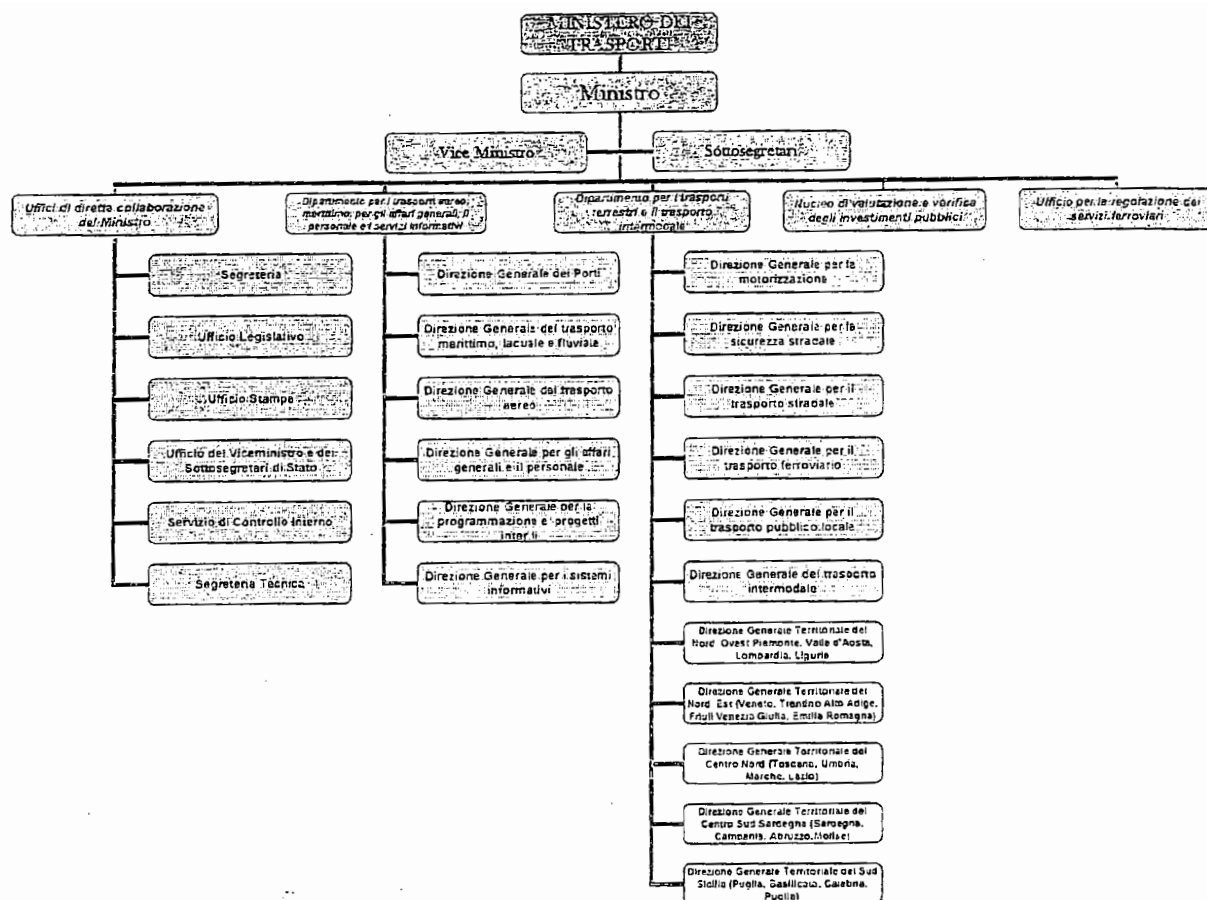 MINISTERO DEI
TRASPORTI
Ministro
Vice Ministro
Sottosegretari
Uffici di diretta collaborazione
del Ministro
Dipartimento per i trasporti aereo,
marittimo, per gli affari generali, il
personale e i servizi informativi
Dipartimento per i trasporti
terrestri e il trasporto
intermodale
Nucleo di valutazione e verifica
degli investimenti pubblici
Ufficio per la regolazione dei
servizi ferroviari
Segreteria
Ufficio Legislativo
Ufficio Stampa
Ufficio del Viceministro e dei
Sottosegretari di Stato
Servizio di Controllo Interno
Segreteria Tecnica
Direzione Generale dei Porti
Direzione Generale del trasporto
marittimo, lacuale e fluviale
Direzione Generale del trasporto
aereo
Direzione Generale per gli affari
generali e il personale
Direzione Generale per la
programmazione e progetti
Direzione Generale per i sistemi
informativi
Direzione Generale per la
motorizzazione
Direzione Generale per la
sicurezza stradale
Direzione Generale per il
trasporto stradale
Direzione Generale per il
trasporto ferroviario
Direzione Generale per il
trasporto pubblico locale
Direzione Generale del trasporto
intermodale
Direzione Generale Territoriale del
Nord Ovest Piemonte, Valle d'Aosta,
Lombardia, Liguria
Direzione Generale Territoriale del
Nord Est (Veneto, Trentino Alto Adige,
Friuli Venezia Giulia, Emilia Romagna)
Direzione Generale Territoriale del
Centro Nord (Toscana, Umbria,
Marche, Lazio)
Direzione Generale Territoriale del
Centro Sud Sardegna (Sardegna,
Campania, Abruzzo, Molise)
Direzione Generale Territoriale del Sud
Sicilia (Puglia, Basilicata, Calabria,
Puglia)